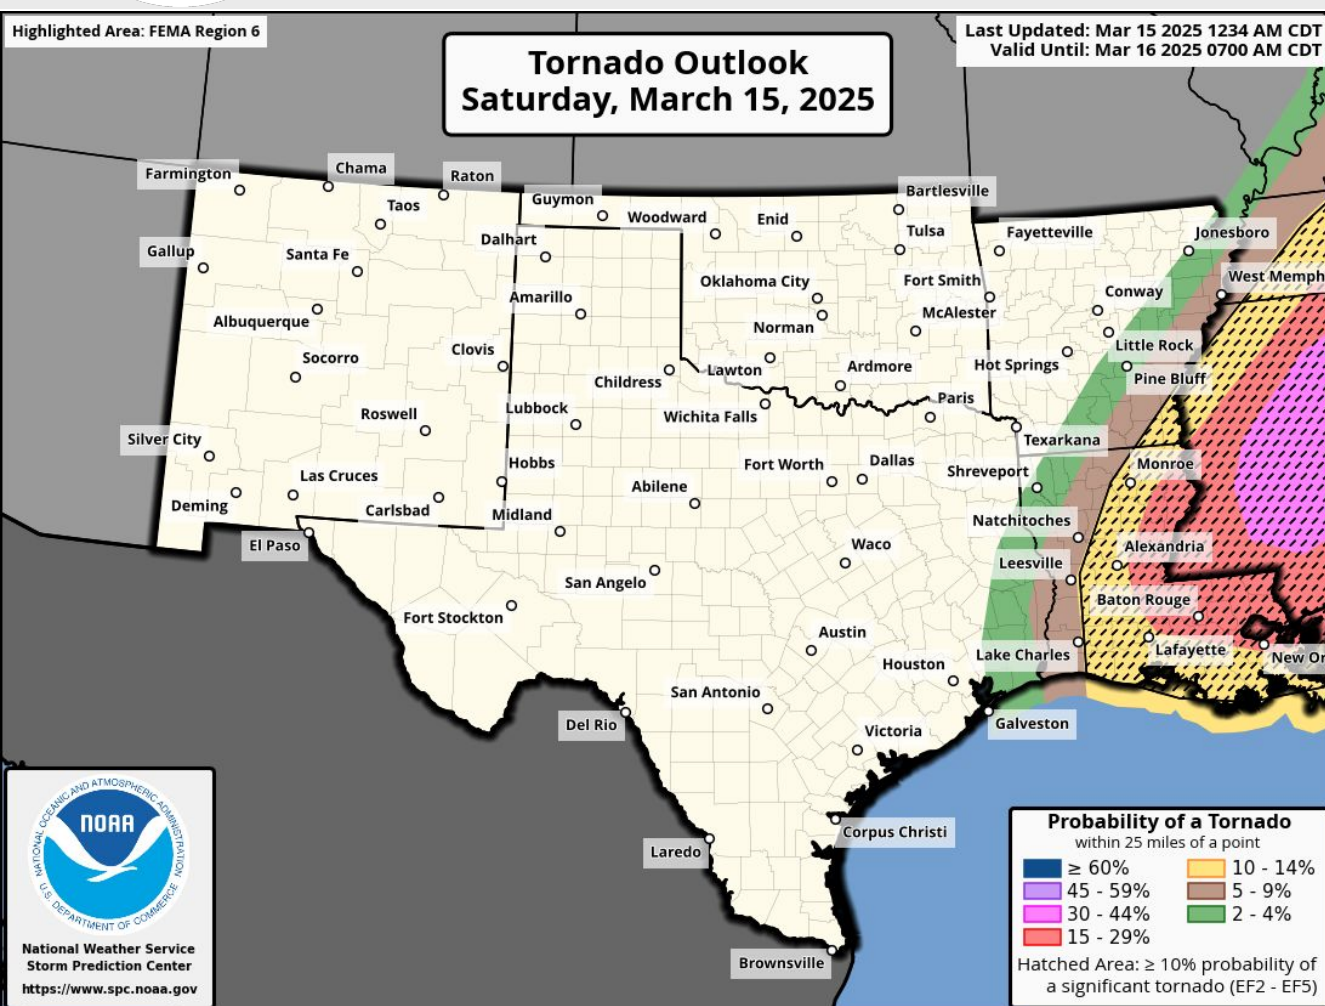 Highlighted Area: FEMA Region 6
Last Updated: Mar 15 2025 1234 AM CDT
Valid Until: Mar 16 2025 0700 AM CDT
Tornado Outlook
Saturday, March 15, 2025
Farmington
Chama
Raton
Taos
Guymon
Woodward
Enid
Bartlesville
Tulsa
Fayetteville
Jonesboro
Gallup
Santa Fe
Dalhart
Oklahoma City
Fort Smith
West Memph
Amarillo
Conway
Albuquerque
Norman
McAlester
Little Rock
Socorro
Clovis
Childress
Lawton
Ardmore
Hot Springs
Pine Bluff
Roswell
Lubbock
Wichita Falls
Paris
Texarkana
Silver City
Las Cruces
Hobbs
Fort Worth
Dallas
Shreveport
Monroe
Deming
Carlsbad
Abilene
Midland
Natchitoches
El Paso
San Angelo
Waco
Leesville
Alexandria
Fort Stockton
Baton Rouge
Austin
Lake Charles
Lafayette
New Or
Houston
San Antonio
Del Rio
Victoria
Galveston
Corpus Christi
Laredo
Brownsville
NATIONAL OCEANIC AND ATMOSPHERIC ADMINISTRATION
NOAA
U.S. DEPARTMENT OF COMMERCE
National Weather Service
Storm Prediction Center
https://www.spc.noaa.gov
Probability of a Tornado
within 25 miles of a point
≥ 60%
45 - 59%
30 - 44%
15 - 29%
10 - 14%
5 - 9%
2 - 4%
Hatched Area: ≥ 10% probability of
a significant tornado (EF2 - EF5)